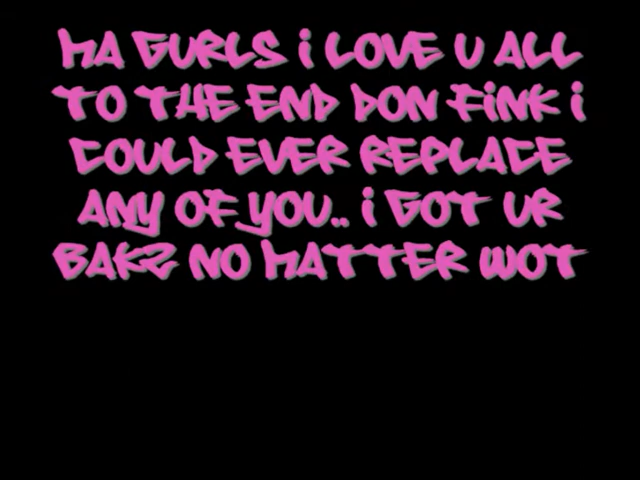 MA GURLS i LOVE U ALL
TO THE END DON FiNK i
COULD EVER REPLACE
ANY OF YOU.. i GOT UR
BAKZ NO MATTER WOT